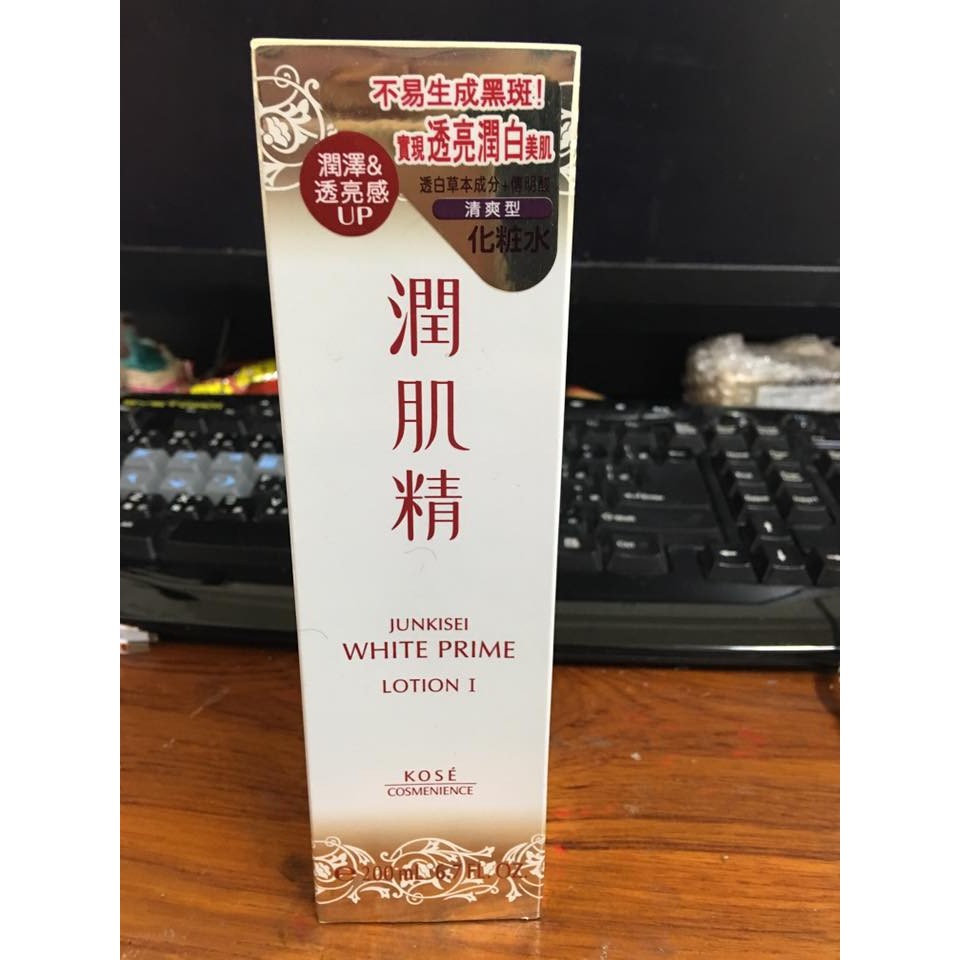 不易生成黑斑!
實現透亮潤白美肌
潤澤&
透亮感
UP
透白草本成分+傳明酸
清爽型
化粧水
潤
肌
精
JUNKISEI
WHITE PRIME
LOTION I
KOSÉ
COSMENIENCE
e 200 mL 6.7 FL. OZ.